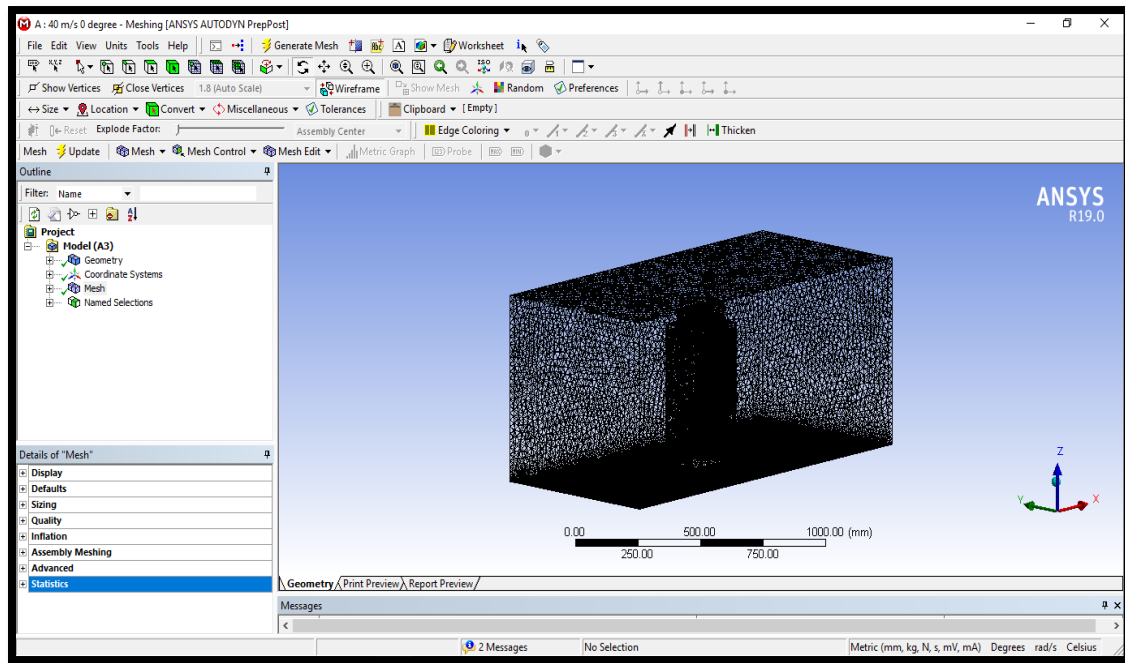 A : 40 m/s 0 degree - Meshing [ANSYS AUTODYN PrepPost]
File Edit View Units Tools Help Generate Mesh A Worksheet
Show Vertices Close Vertices 1.8 (Auto Scale) Wireframe Show Mesh Random Preferences
Size Location Convert Miscellaneous Tolerances Clipboard [Empty]
Reset Explode Factor: Assembly Center Edge Coloring Thicken
Mesh Update Mesh Mesh Control Mesh Edit Metric Graph Probe
Outline
Filter: Name
Project
Model (A3)
Geometry
Coordinate Systems
Mesh
Named Selections
Details of "Mesh"
Display
Defaults
Sizing
Quality
Inflation
Assembly Meshing
Advanced
Statistics
ANSYS
R19.0
Z
Y X
0.00 500.00 1000.00 (mm)
250.00 750.00
Geometry Print Preview Report Preview
Messages
2 Messages No Selection Metric (mm, kg, N, s, mV, mA) Degrees rad/s Celsius